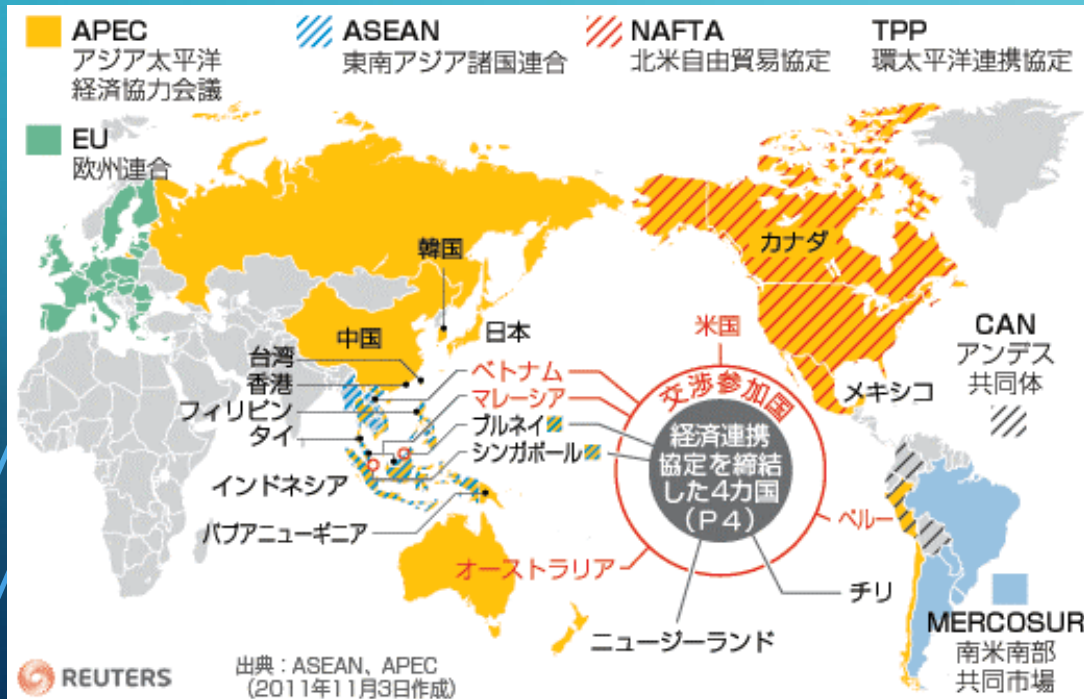 APEC
アジア太平洋
経済協力会議
ASEAN
東南アジア諸国連合
NAFTA
北米自由貿易協定
TPP
環太平洋連携協定
EU
欧州連合
韓国
カナダ
中国
日本
米国
CAN
アンデス
共同体
台湾
香港
フィリピン
タイ
ベトナム
マレーシア
ブルネイ
シンガポール
交渉参加国
メキシコ
経済連携
協定を締結
した4カ国
(P4)
インドネシア
パプアニューギニア
ペルー
オーストラリア
チリ
ニュージーランド
MERCOSUR
南米南部
共同市場
REUTERS
出典：ASEAN、APEC
(2011年11月3日作成)